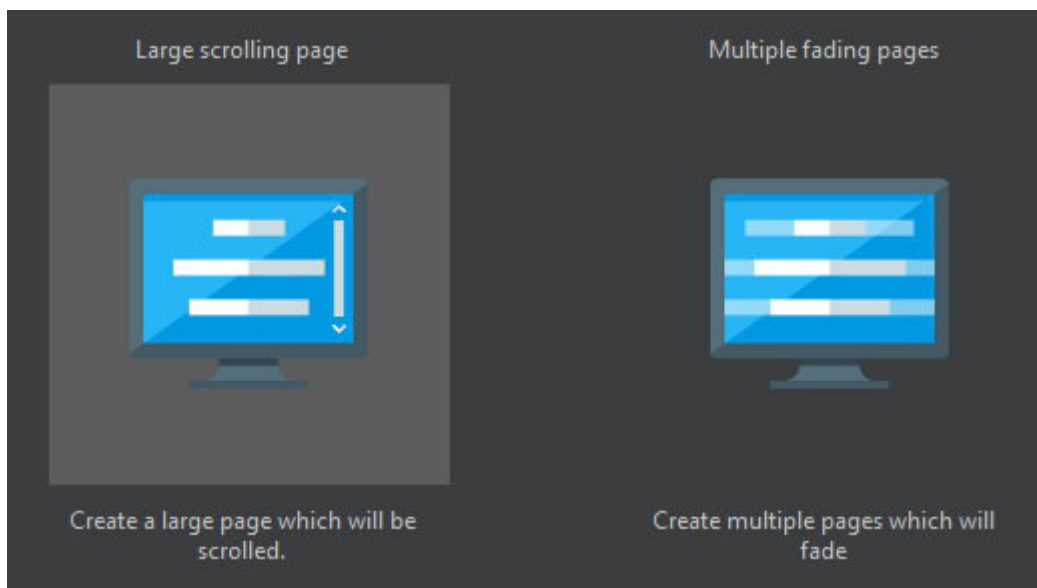 Large scrolling page
Multiple fading pages
Create a large page which will be
scrolled.
Create multiple pages which will
fade